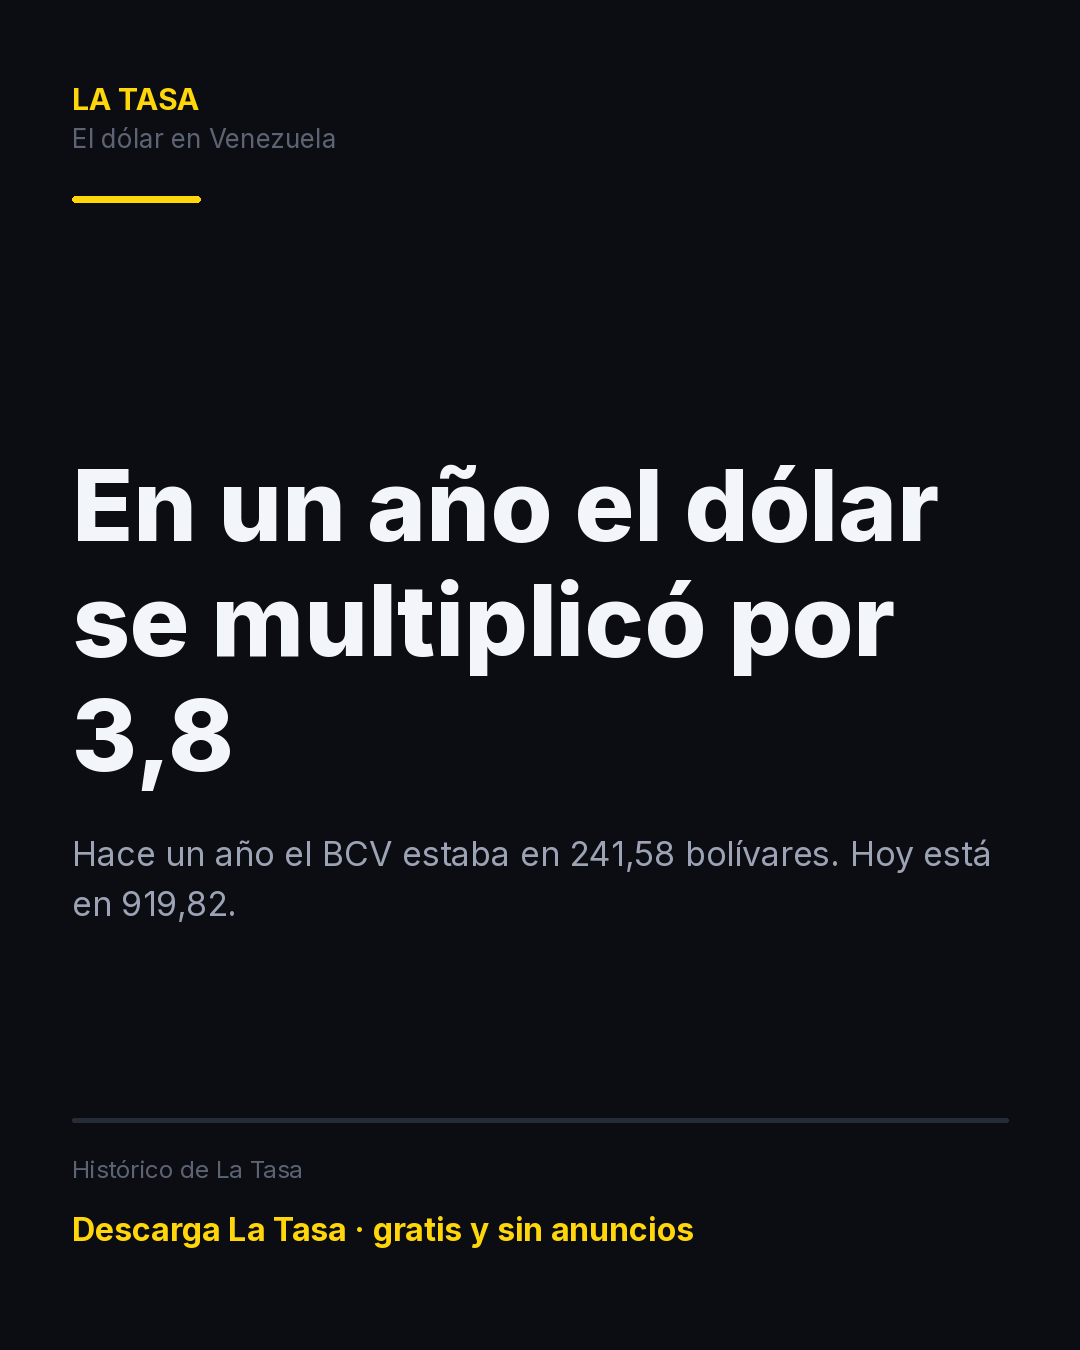 LA TASA
El dólar en Venezuela
En un año el dólar
se multiplicó por
3,8
Hace un año el BCV estaba en 241,58 bolívares. Hoy está
en 919,82.
Histórico de La Tasa
Descarga La Tasa · gratis y sin anuncios